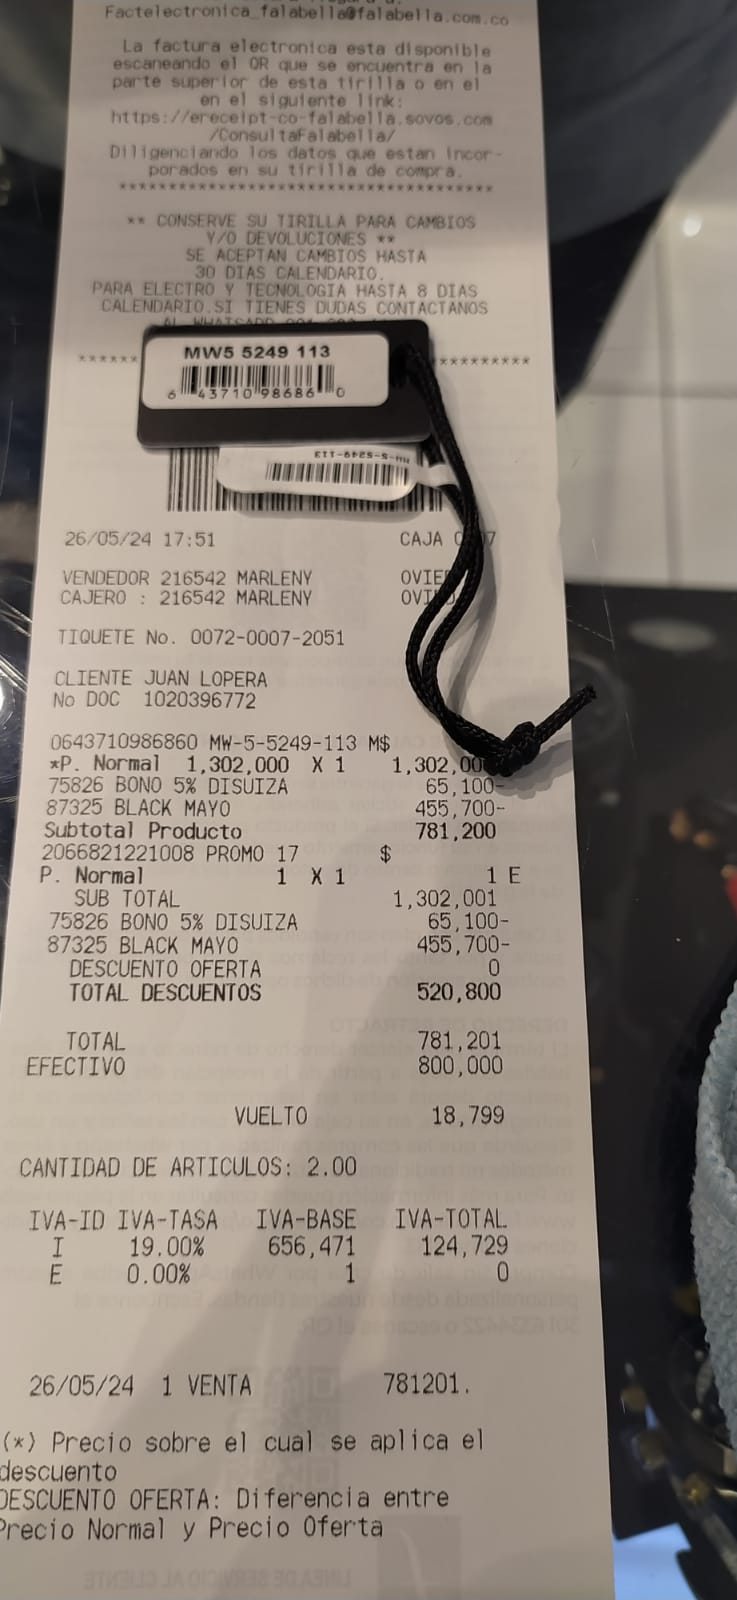 Factelectronica_falabella@falabella.com.co
La factura electronica esta disponible
escaneando el QR que se encuentra en la
parte superior de esta tirilla o en el
en el siguiente link:
https://ereceipt-co-falabella.sovos.com
/ConsultaFalabella/
Diligenciando los datos que estan incor-
porados en su tirilla de compra.
****************************************
** CONSERVE SU TIRILLA PARA CAMBIOS
Y/O DEVOLUCIONES **
SE ACEPTAN CAMBIOS HASTA
30 DIAS CALENDARIO.
PARA ELECTRO Y TECNOLOGIA HASTA 8 DIAS
CALENDARIO.SI TIENES DUDAS CONTACTANOS
AL WHATSAPP
MW5 5249 113
6 43710 98686 0
MW-5-5249-113
26/05/24 17:51 CAJA
VENDEDOR 216542 MARLENY
CAJERO : 216542 MARLENY
TIQUETE No. 0072-0007-2051
CLIENTE JUAN LOPERA
No DOC 1020396772
0643710986860 MW-5-5249-113 M$
*P. Normal 1,302,000 X 1 1,302,00
75826 BONO 5% DISUIZA 65,100-
87325 BLACK MAYO 455,700-
Subtotal Producto 781,200
2066821221008 PROMO 17 $
P. Normal 1 X 1 1 E
SUB TOTAL 1,302,001
75826 BONO 5% DISUIZA 65,100-
87325 BLACK MAYO 455,700-
DESCUENTO OFERTA 0
TOTAL DESCUENTOS 520,800
TOTAL 781,201
EFECTIVO 800,000
VUELTO 18,799
CANTIDAD DE ARTICULOS: 2.00
IVA-ID IVA-TASA IVA-BASE IVA-TOTAL
I 19.00% 656,471 124,729
E 0.00% 1 0
26/05/24 1 VENTA 781201.
(*) Precio sobre el cual se aplica el
descuento
DESCUENTO OFERTA: Diferencia entre
Precio Normal y Precio Oferta